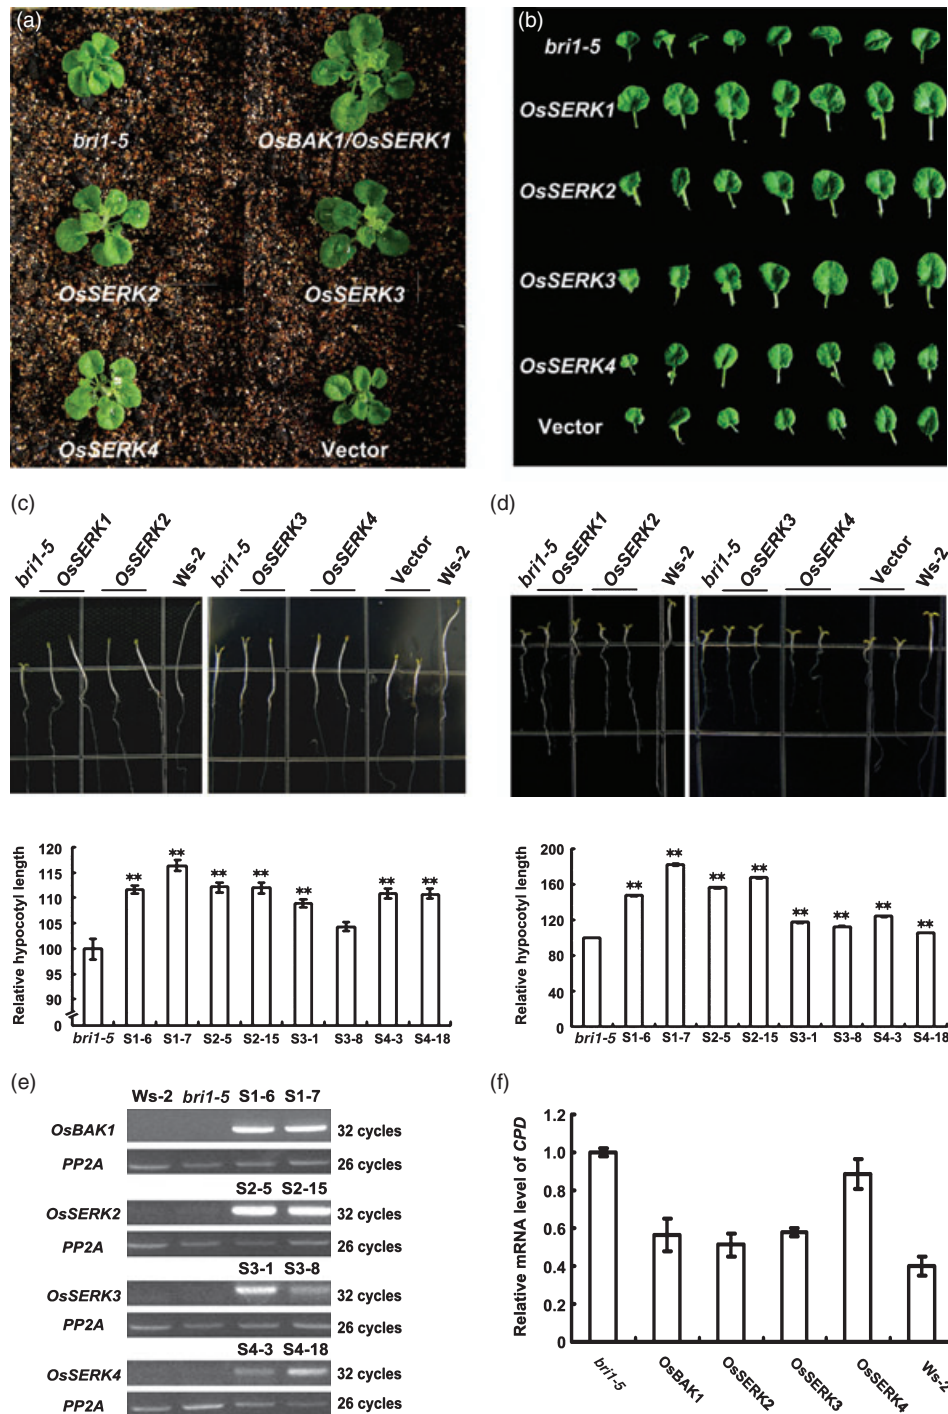 (a)
bri1-5
OsBAK1/OsSERK1
OsSERK2
OsSERK3
OsSERK4
Vector
(b)
bri1-5
OsSERK1
OsSERK2
OsSERK3
OsSERK4
Vector
(c)
bri1-5 OsSERK1 OsSERK2 Ws-2 bri1-5 OsSERK3 OsSERK4 Vector Ws-2
Relative hypocotyl length
120
115
110
105
100
95
90
0
** ** ** ** ** ** **
bri1-5 S1-6 S1-7 S2-5 S2-15 S3-1 S3-8 S4-3 S4-18
(d)
bri1-5 OsSERK1 OsSERK2 Ws-2 bri1-5 OsSERK3 OsSERK4 Vector Ws-2
Relative hypocotyl length
200
160
120
80
40
0
** ** ** ** ** ** ** **
bri1-5 S1-6 S1-7 S2-5 S2-15 S3-1 S3-8 S4-3 S4-18
(e)
Ws-2 bri1-5 S1-6 S1-7
OsBAK1 32 cycles
PP2A 26 cycles
S2-5 S2-15
OsSERK2 32 cycles
PP2A 26 cycles
S3-1 S3-8
OsSERK3 32 cycles
PP2A 26 cycles
S4-3 S4-18
OsSERK4 32 cycles
PP2A 26 cycles
(f)
Relative mRNA level of CPD
1.2
1.0
0.8
0.6
0.4
0.2
0
bri1-5 OsBAK1 OsSERK2 OsSERK3 OsSERK4 Ws-2